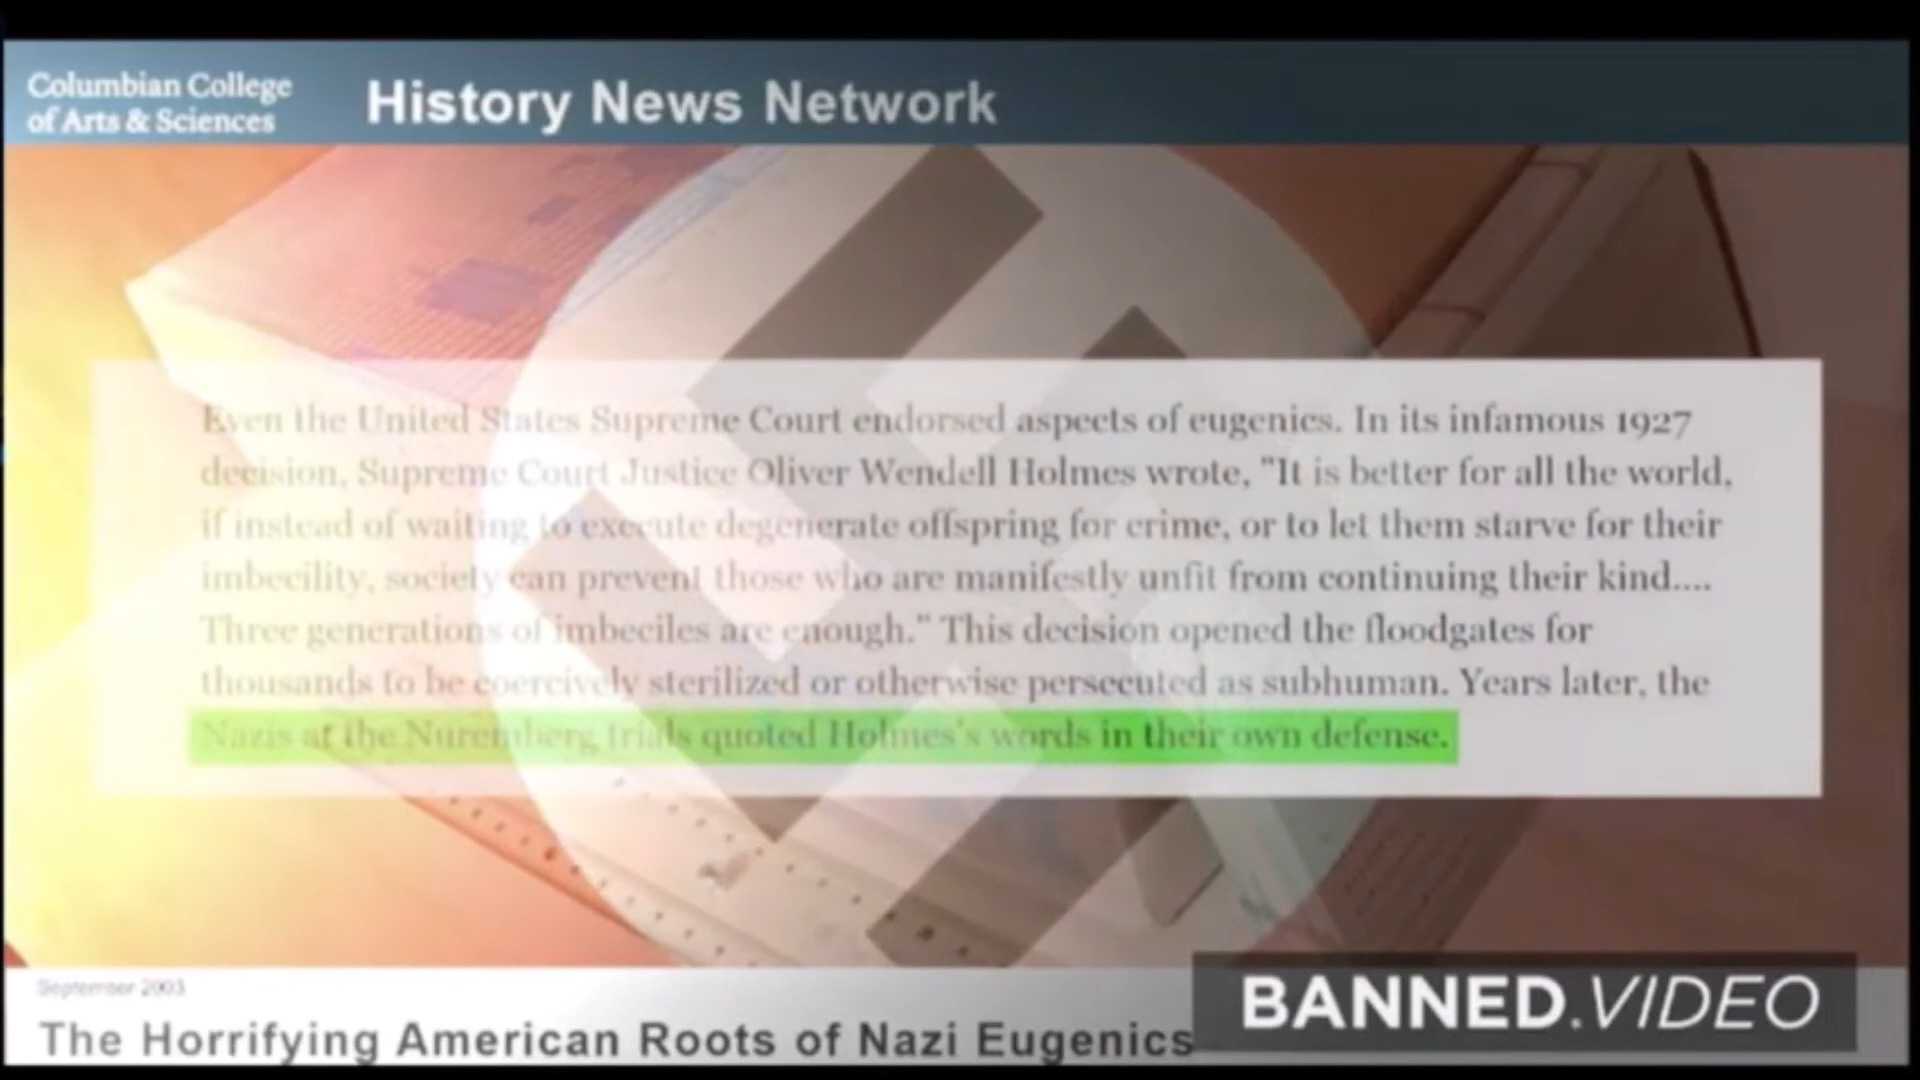 Columbian College
of Arts & Sciences
History News Network
Even the United States Supreme Court endorsed aspects of eugenics. In its infamous 1927
decision, Supreme Court Justice Oliver Wendell Holmes wrote, "It is better for all the world,
if instead of waiting to execute degenerate offspring for crime, or to let them starve for their
imbecility, society can prevent those who are manifestly unfit from continuing their kind....
Three generations of imbeciles are enough." This decision opened the floodgates for
thousands to be coercively sterilized or otherwise persecuted as subhuman. Years later, the
Nazis at the Nuremberg trials quoted Holmes's words in their own defense.
September 2003
The Horrifying American Roots of Nazi Eugenics
BANNED.VIDEO